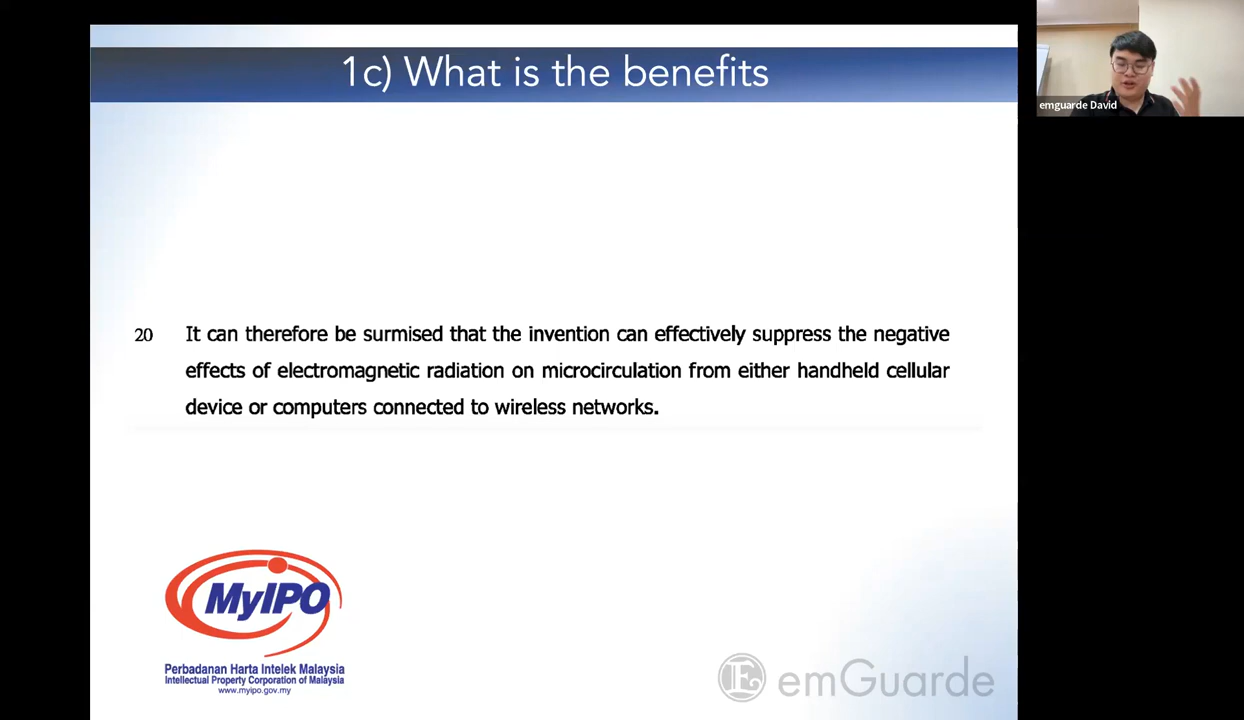 1c) What is the benefits
emguarde David
20 It can therefore be surmised that the invention can effectively suppress the negative
effects of electromagnetic radiation on microcirculation from either handheld cellular
device or computers connected to wireless networks.
MyIPO
Perbadanan Harta Intelek Malaysia
Intellectual Property Corporation of Malaysia
www.myipo.gov.my
E emGuarde